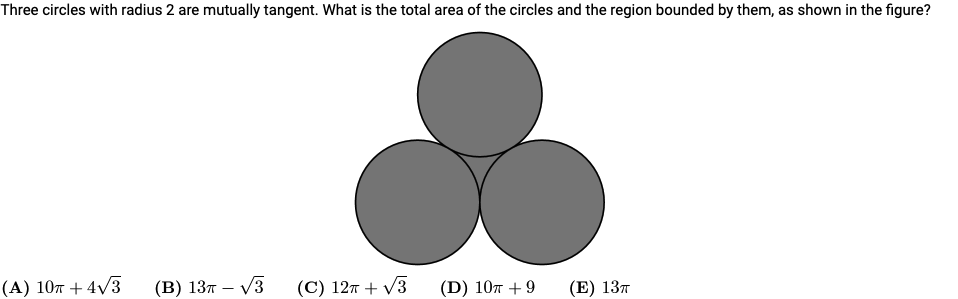 Three circles with radius 2 are mutually tangent. What is the total area of the circles and the region bounded by them, as shown in the figure?
(A) 10π + 4√3 (B) 13π − √3 (C) 12π + √3 (D) 10π + 9 (E) 13π